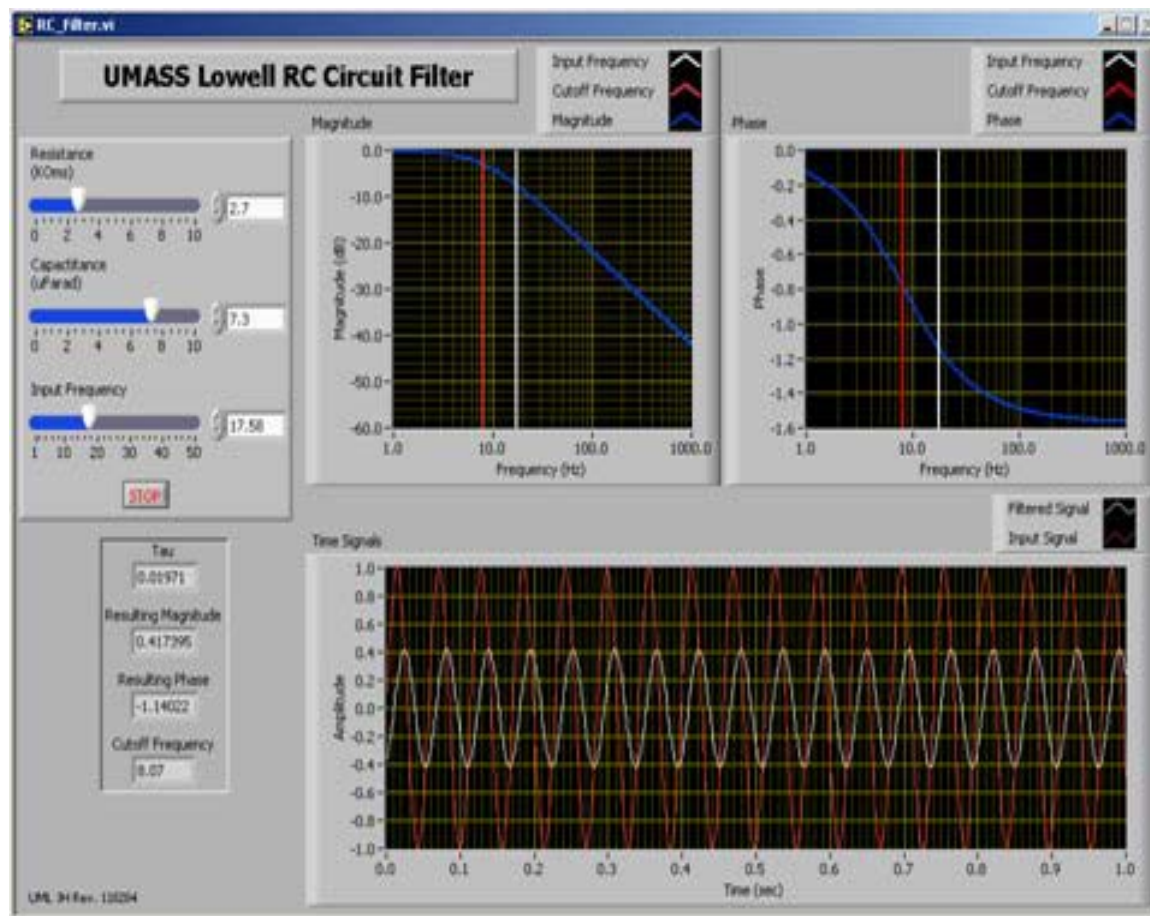 RC_Filter.vi
UMASS Lowell RC Circuit Filter
Input Frequency
Cutoff Frequency
Magnitude
Input Frequency
Cutoff Frequency
Phase
Resistance
(KOms)
2.7
0 2 4 6 8 10
Capactitance
(uFarad)
7.3
0 2 4 6 8 10
Input Frequency
17.58
1 10 20 30 40 50
STOP
Magnitude
Magnitude (dB)
0.0
-10.0
-20.0
-30.0
-40.0
-50.0
-60.0
1.0 10.0 100.0 1000.0
Frequency (Hz)
Phase
Phase
0.0
-0.2
-0.4
-0.6
-0.8
-1.0
-1.2
-1.4
-1.6
1.0 10.0 100.0 1000.0
Frequency (Hz)
Tau
0.01971
Resulting Magnitude
0.417395
Resulting Phase
-1.14022
Cutoff Frequency
8.07
Filtered Signal
Input Signal
Time Signals
Amplitude
1.0
0.8
0.6
0.4
0.2
0.0
-0.2
-0.4
-0.6
-0.8
-1.0
0.0 0.1 0.2 0.3 0.4 0.5 0.6 0.7 0.8 0.9 1.0
Time (sec)
UML JH Rev. 110204